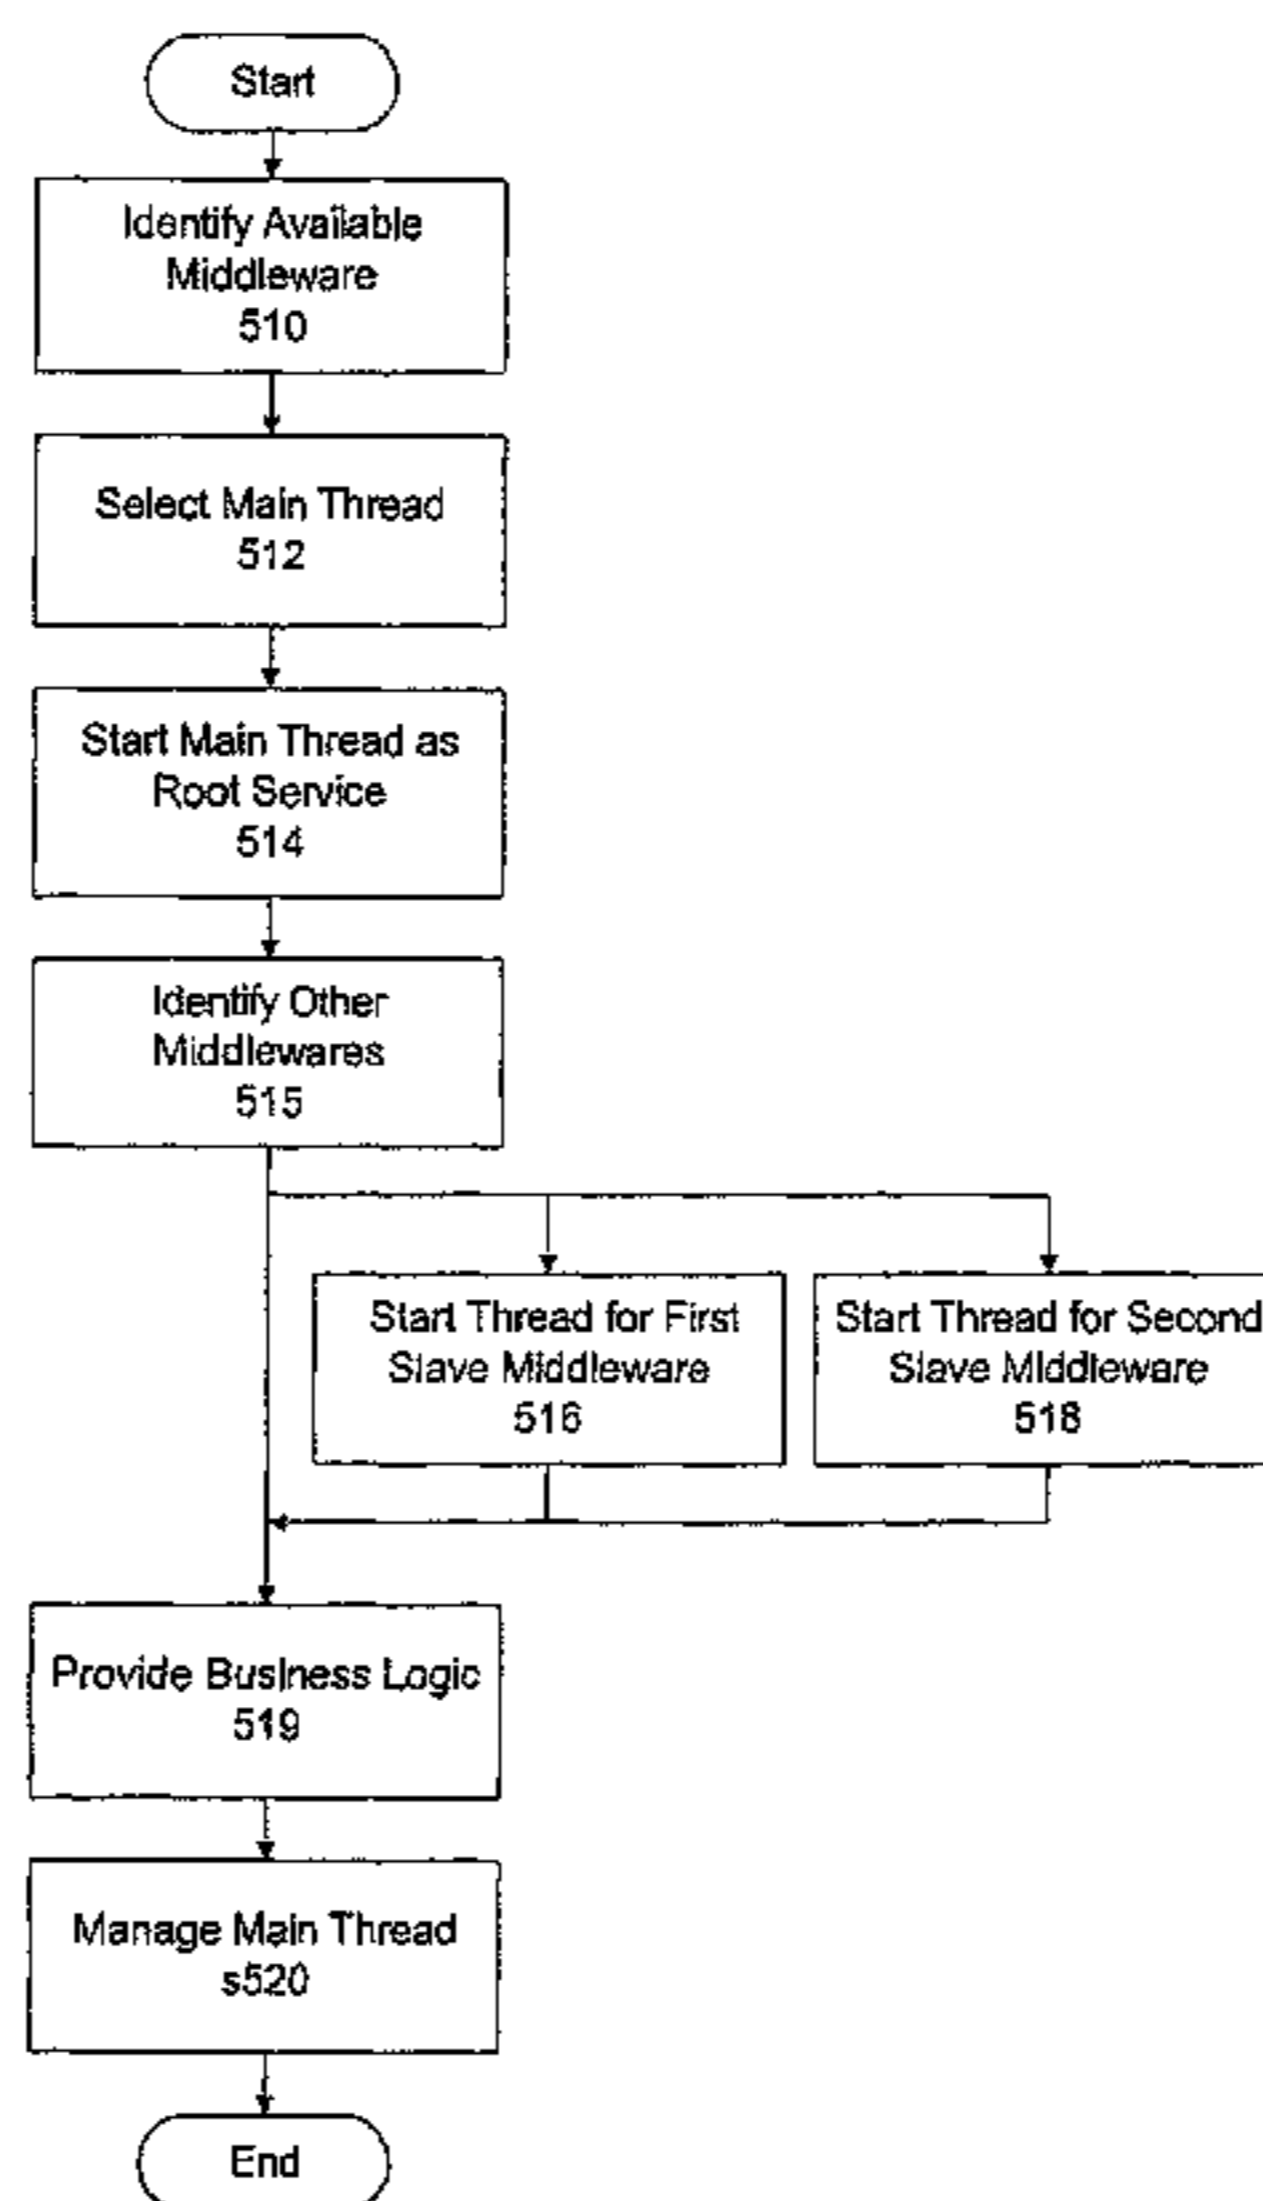 Start
Identify Available
Middleware
510
Select Main Thread
512
Start Main Thread as
Root Service
514
Identify Other
Middlewares
515
Start Thread for First
Slave Middleware
516
Start Thread for Second
Slave Middleware
518
Provide Business Logic
519
Manage Main Thread
s520
End